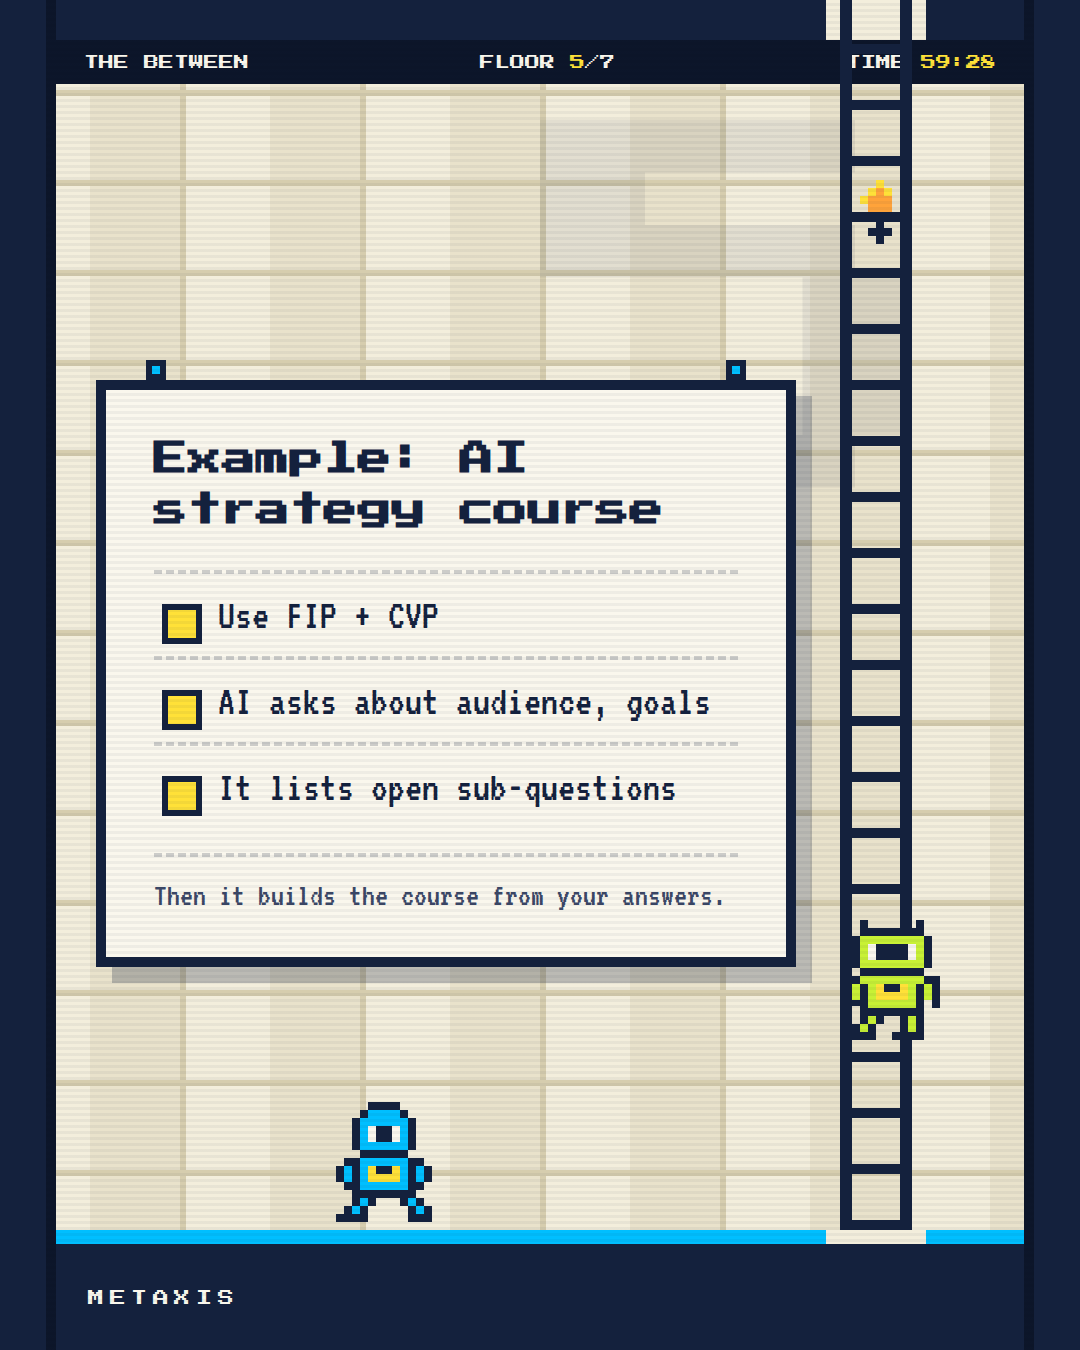 THE BETWEEN
FLOOR 5/7
TIME 59:28
Example: AI
strategy course
Use FIP + CVP
AI asks about audience, goals
It lists open sub-questions
Then it builds the course from your answers.
METAXIS